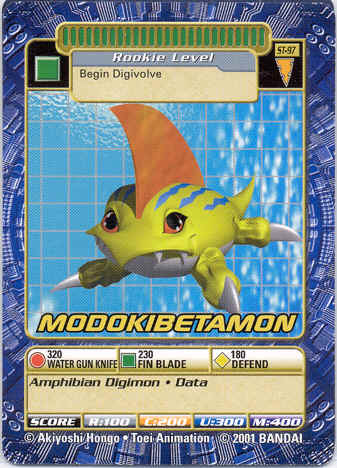 Rookie Level
ST-97
Begin Digivolve
MODOKIBETAMON
320 WATER GUN KNIFE
230 FIN BLADE
180 DEFEND
Amphibian Digimon • Data
SCORE R:100 C:200 U:300 M:400
© Akiyoshi/Hongo • Toei Animation © 2001 BANDAI